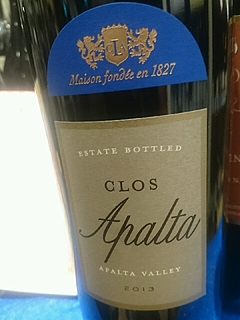 L
Maison fondée en 1827
ESTATE BOTTLED
CLOS
Apalta
APALTA VALLEY
2013